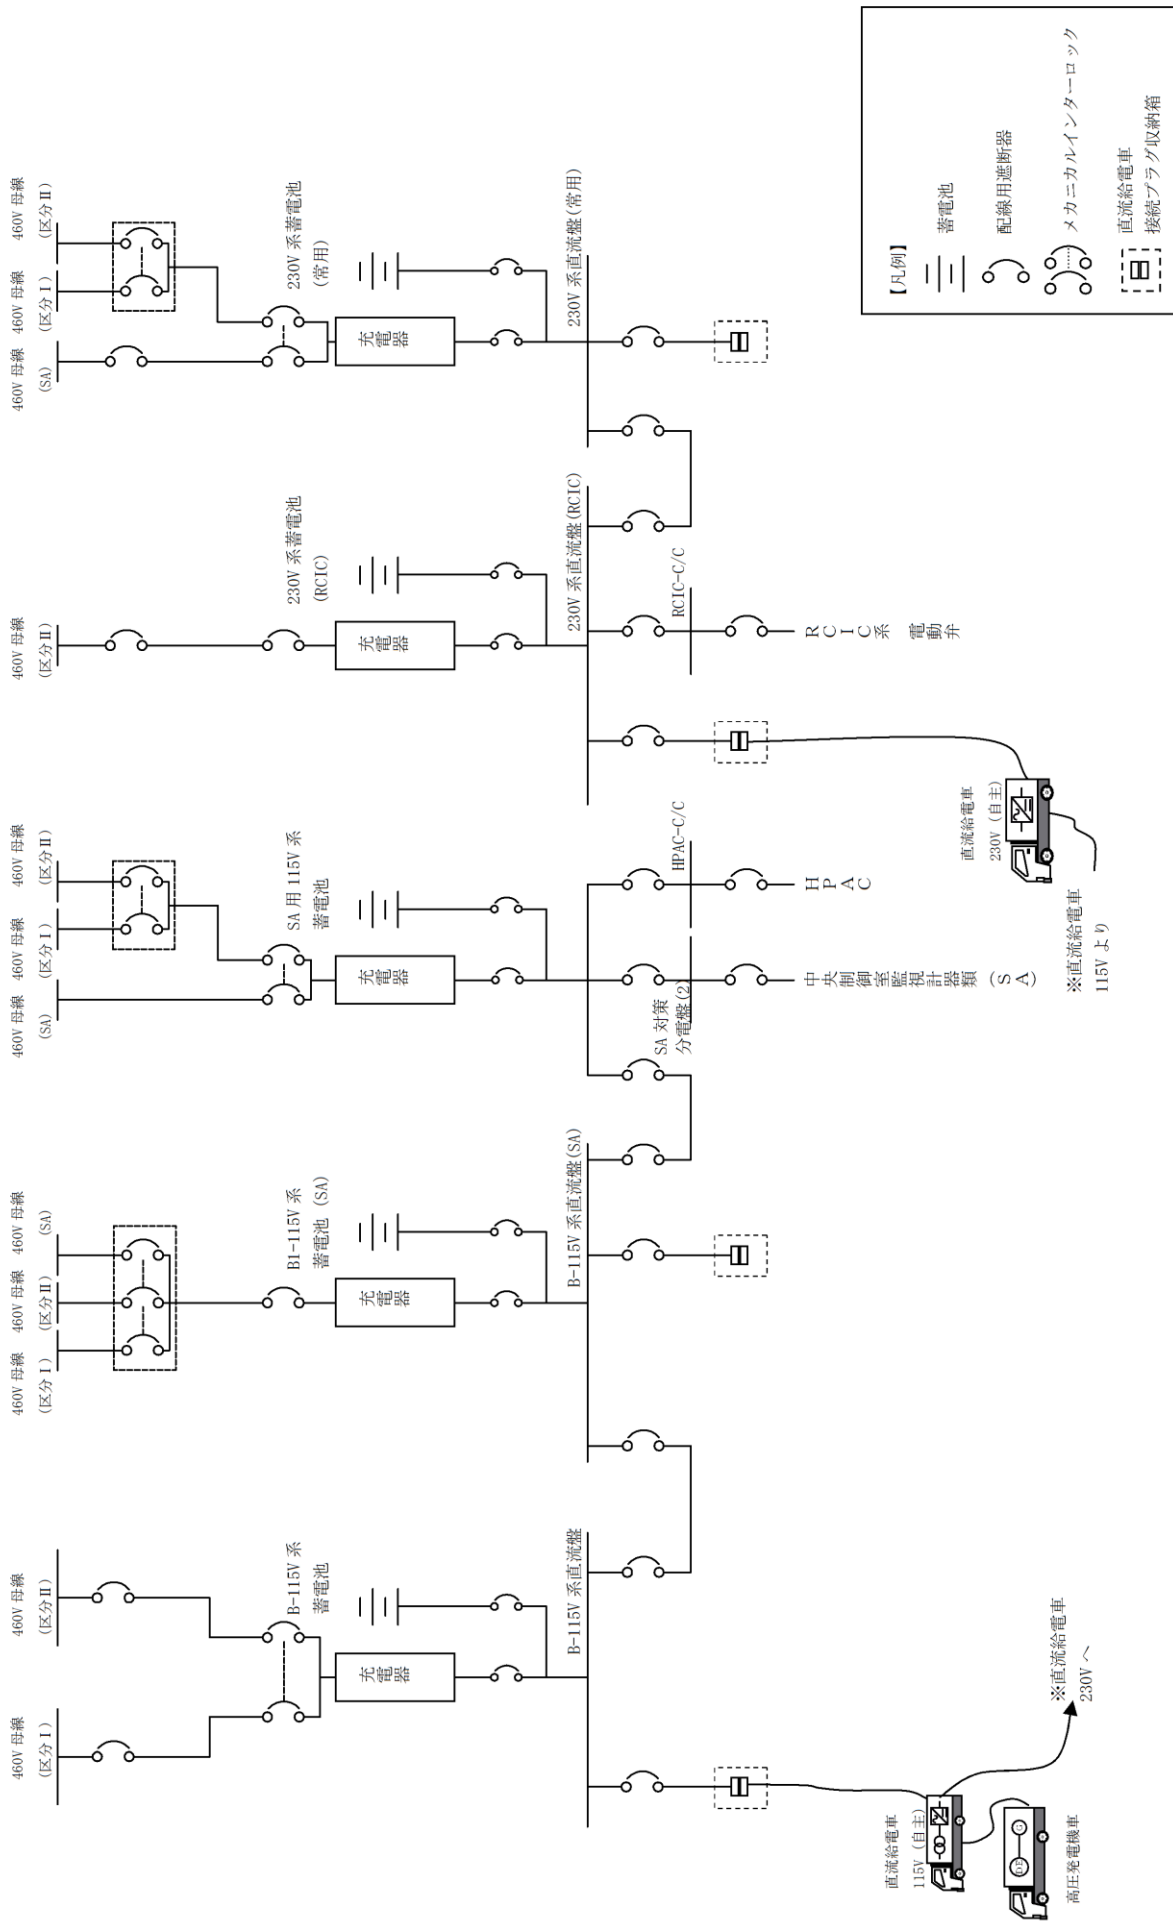 460V 母線
(区分Ⅰ)
460V 母線
(区分Ⅱ)
B-115V 系
蓄電池
充電器
B-115V 系直流盤
直流給電車
115V (自主)
DE
G
高圧発電機車
※直流給電車
230V へ
460V 母線
(区分Ⅰ)
460V 母線
(区分Ⅱ)
460V 母線
(SA)
B1-115V 系
蓄電池 (SA)
充電器
B-115V 系直流盤(SA)
460V 母線
(SA)
460V 母線
(区分Ⅰ)
460V 母線
(区分Ⅱ)
SA 用 115V 系
蓄電池
充電器
SA 対策
分電盤(2)
中央制御室監視計器類(SA)
HPAC-C/C
HPAC
460V 母線
(区分Ⅱ)
230V 系蓄電池
(RCIC)
充電器
230V 系直流盤(RCIC)
RCIC-C/C
RCIC系 電動弁
直流給電車
230V (自主)
※直流給電車
115V より
460V 母線
(SA)
460V 母線
(区分Ⅰ)
460V 母線
(区分Ⅱ)
230V 系蓄電池
(常用)
充電器
230V 系直流盤(常用)
【凡例】
蓄電池
配線用遮断器
メカニカルインターロック
直流給電車
接続プラグ収納箱